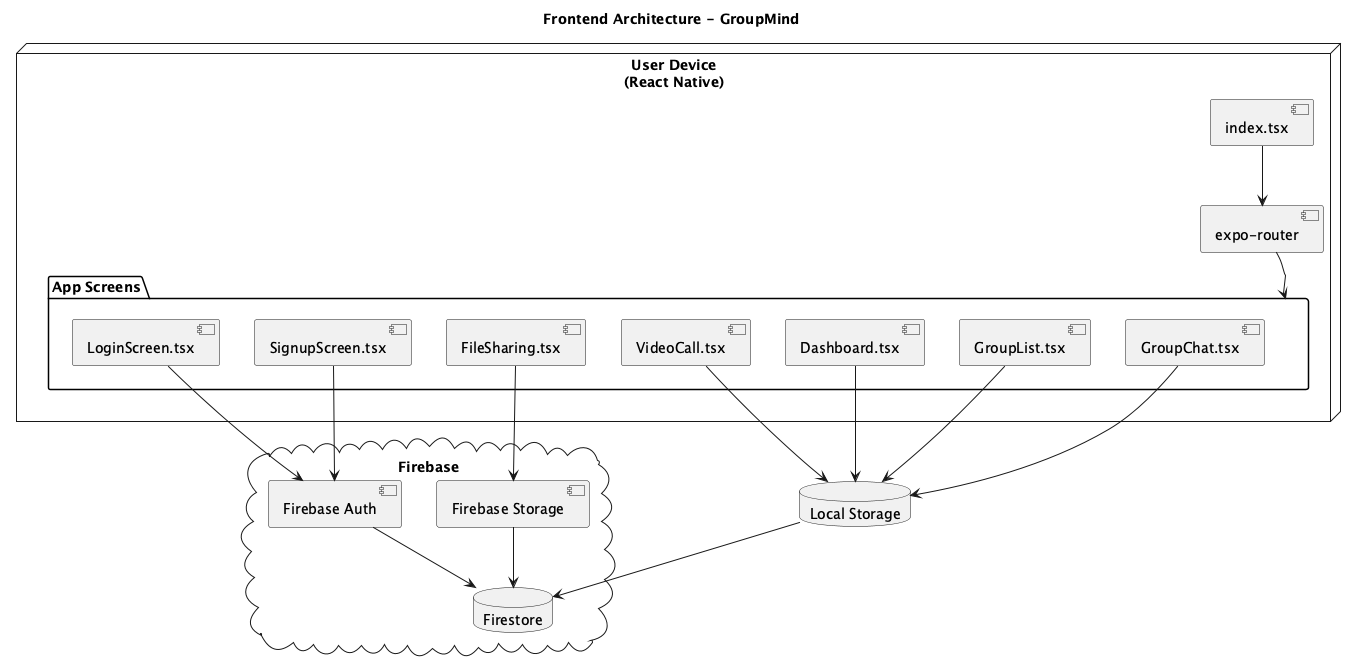 Frontend Architecture - GroupMind
User Device
(React Native)
index.tsx
expo-router
App Screens
LoginScreen.tsx
SignupScreen.tsx
FileSharing.tsx
VideoCall.tsx
Dashboard.tsx
GroupList.tsx
GroupChat.tsx
Firebase
Firebase Auth
Firebase Storage
Local Storage
Firestore